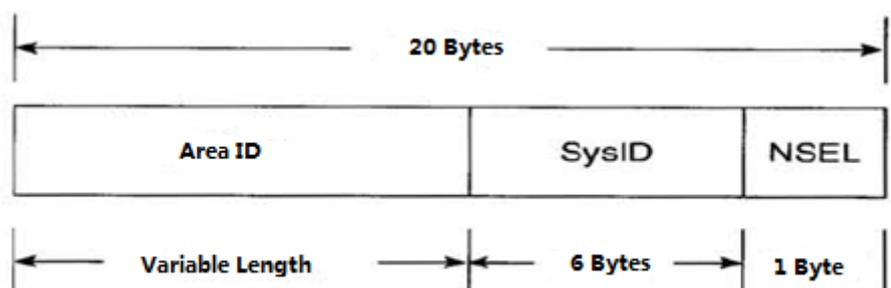 20 Bytes
Area ID SysID NSEL
Variable Length 6 Bytes 1 Byte